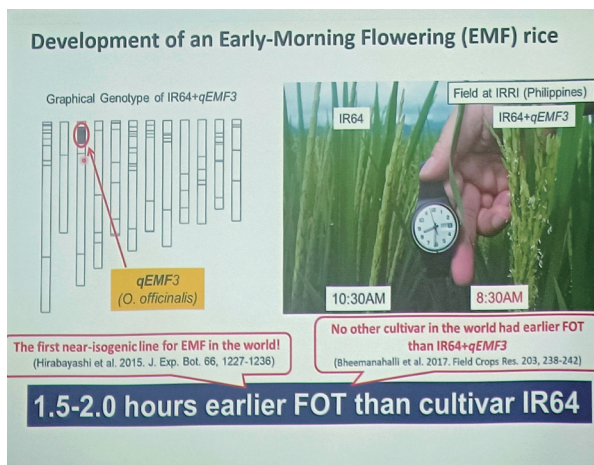 Development of an Early-Morning Flowering (EMF) rice
Graphical Genotype of IR64+qEMF3
Field at IRRI (Philippines)
IR64
IR64+qEMF3
qEMF3
(O. officinalis)
10:30AM
8:30AM
The first near-isogenic line for EMF in the world!
(Hirabayashi et al. 2015. J. Exp. Bot. 66, 1227-1236)
No other cultivar in the world had earlier FOT
than IR64+qEMF3
(Bheemanahalli et al. 2017. Field Crops Res. 203, 238-242)
1.5-2.0 hours earlier FOT than cultivar IR64